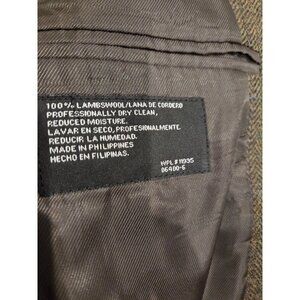 100% LAMBSWOOL/LANA DE CORDERO
PROFESSIONALLY DRY CLEAN,
REDUCED MOISTURE.
LAVAR EN SECO, PROFESIONALMENTE.
REDUCIR LA HUMEDAD.
MADE IN PHILIPPINES
HECHO EN FILIPINAS.
WPL # 11935
06400-6